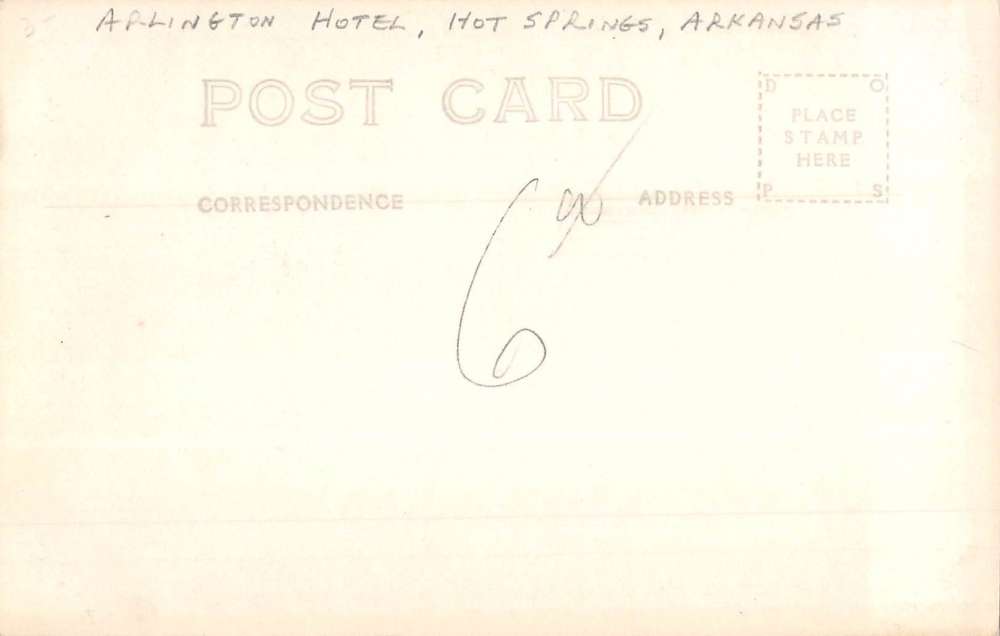 ARLINGTON HOTEL, HOT SPRINGS, ARKANSAS
POST CARD
D O
PLACE
STAMP
HERE
P S
CORRESPONDENCE
ADDRESS
6